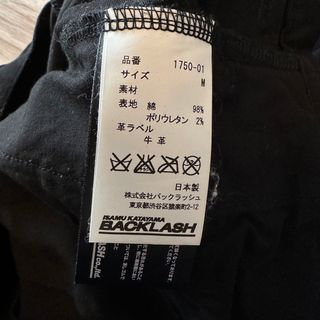 品番 1750-01
サイズ M
素材
表地 綿 98%
ポリウレタン 2%
革ラベル
牛革
日本製
株式会社バックラッシュ
東京都渋谷区猿楽町2-12
ISAMU KATAYAMA
BACKLASH